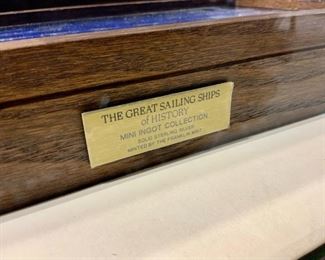 THE GREAT SAILING SHIPS
of HISTORY
MINI INGOT COLLECTION
SOLID STERLING SILVER
MINTED BY THE FRANKLIN MINT